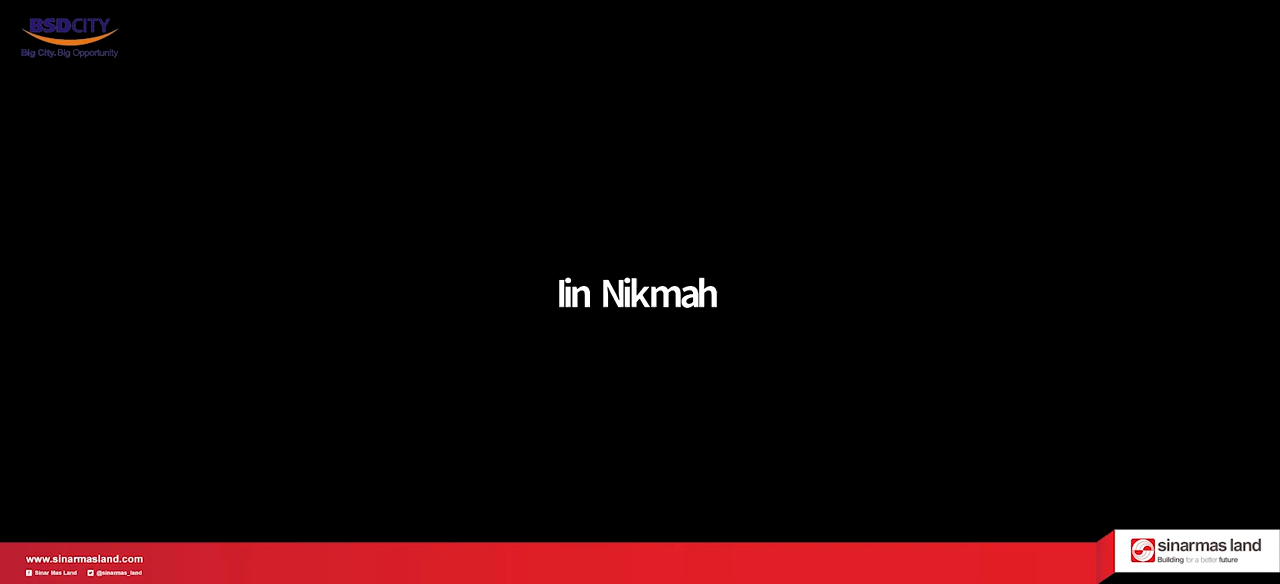 BSDCITY
Big City. Big Opportunity
Iin Nikmah
www.sinarmasland.com
Sinar Mas Land @sinarmas_land
sinarmas land
Building for a better future